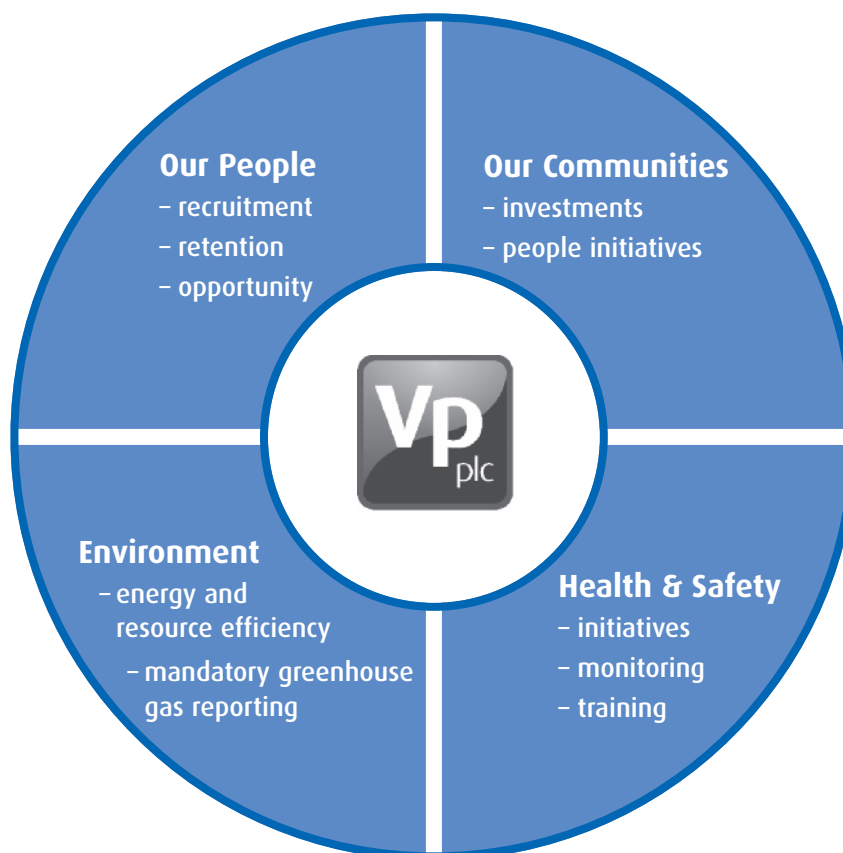 Our People
– recruitment
– retention
– opportunity
Our Communities
– investments
– people initiatives
Vp
plc
Environment
– energy and
resource efficiency
– mandatory greenhouse
gas reporting
Health & Safety
– initiatives
– monitoring
– training